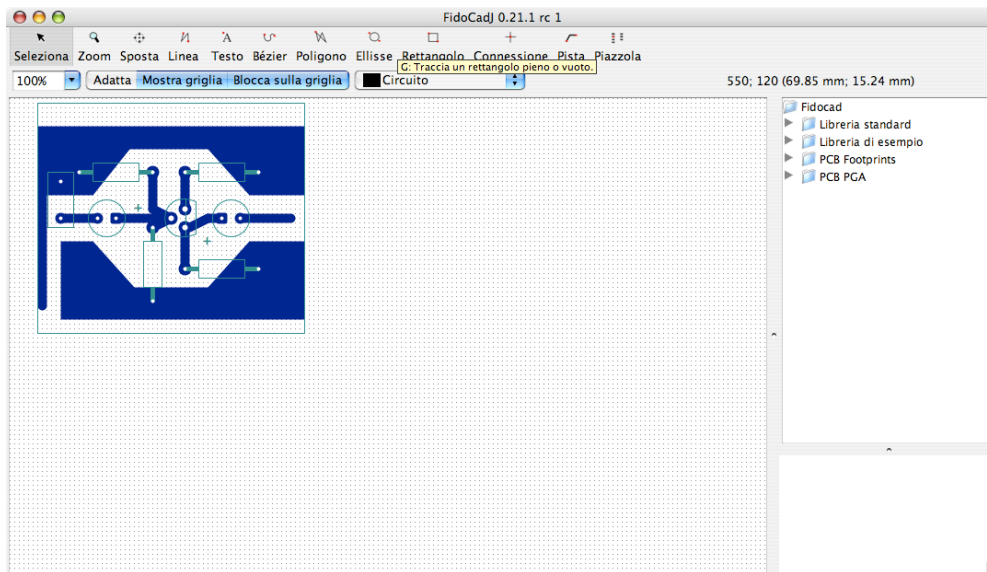 FidoCadJ 0.21.1 rc 1
Seleziona Zoom Sposta Linea Testo Bézier Poligono Ellisse Rettangolo Connessione Pista Piazzola
G: Traccia un rettangolo pieno o vuoto.
100% Adatta Mostra griglia Blocca sulla griglia Circuito 550; 120 (69.85 mm; 15.24 mm)
Fidocad
Libreria standard
Libreria di esempio
PCB Footprints
PCB PGA